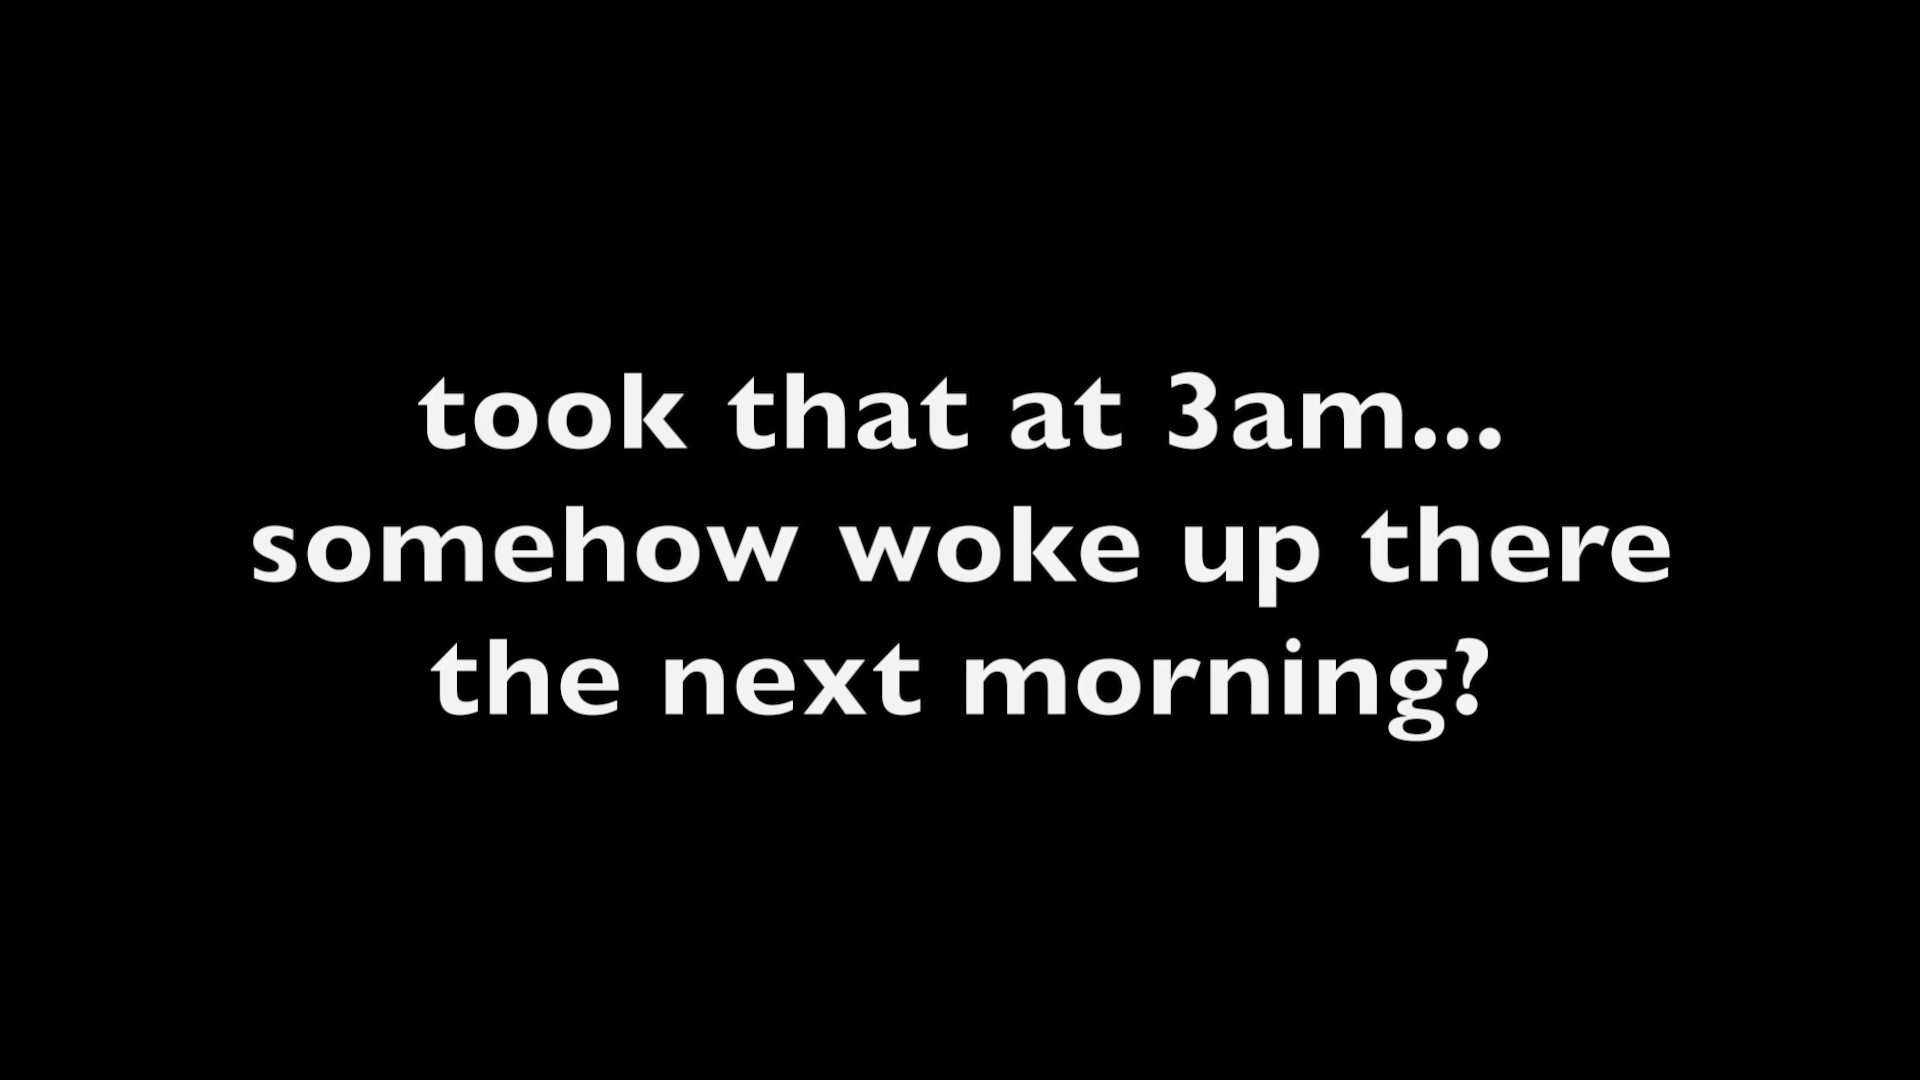 took that at 3am...
somehow woke up there
the next morning?